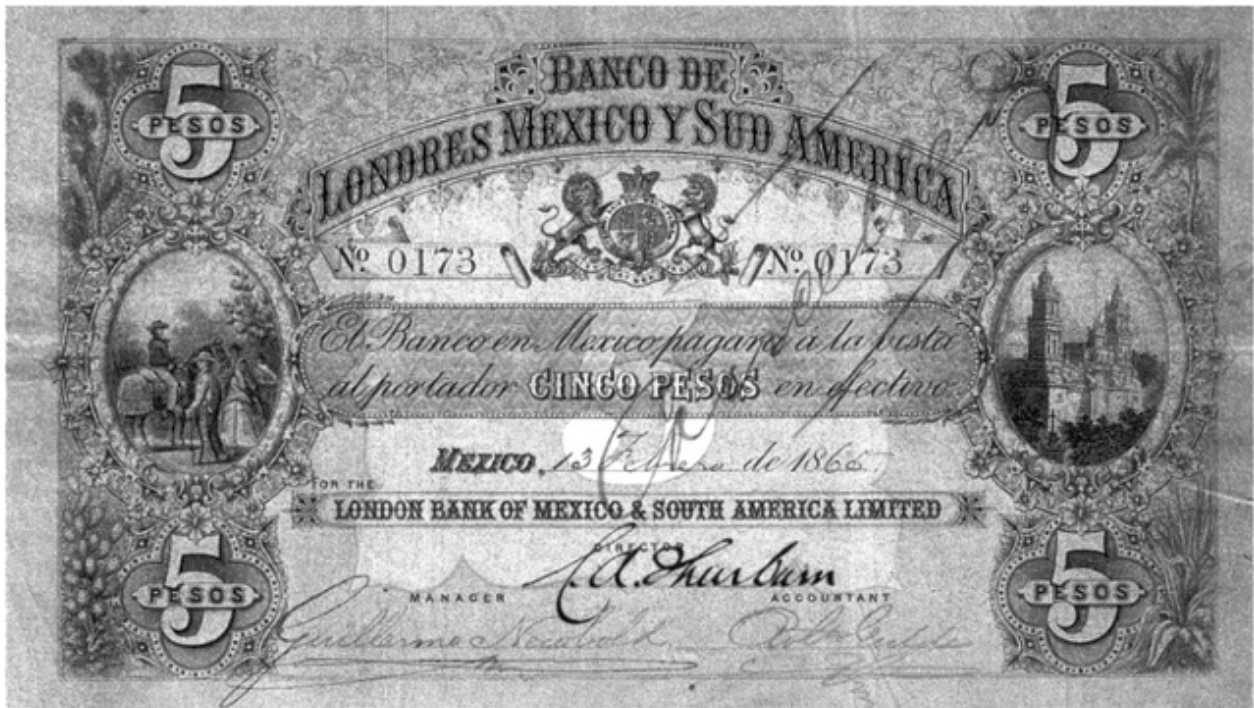 5 PESOS
5 PESOS
BANCO DE
LONDRES MEXICO Y SUD AMERICA
Nº 0173
Nº 0173
El Banco en Mexico pagará á la vista
al portador CINCO PESOS en efectivo.
MEXICO, 13 Febrero de 1865
FOR THE
LONDON BANK OF MEXICO & SOUTH AMERICA LIMITED
DIRECTOR
MANAGER
ACCOUNTANT
Guillermo Newbold
5 PESOS
5 PESOS